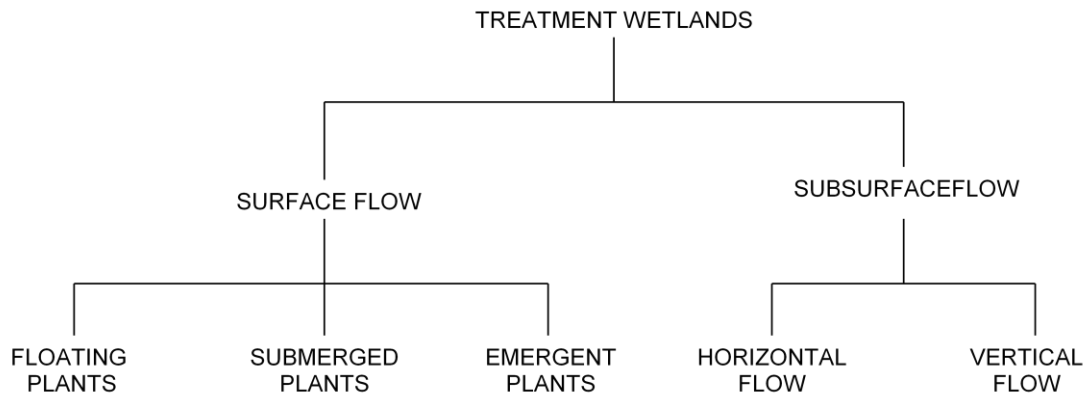 TREATMENT WETLANDS
SURFACE FLOW
SUBSURFACEFLOW
FLOATING
PLANTS
SUBMERGED
PLANTS
EMERGENT
PLANTS
HORIZONTAL
FLOW
VERTICAL
FLOW